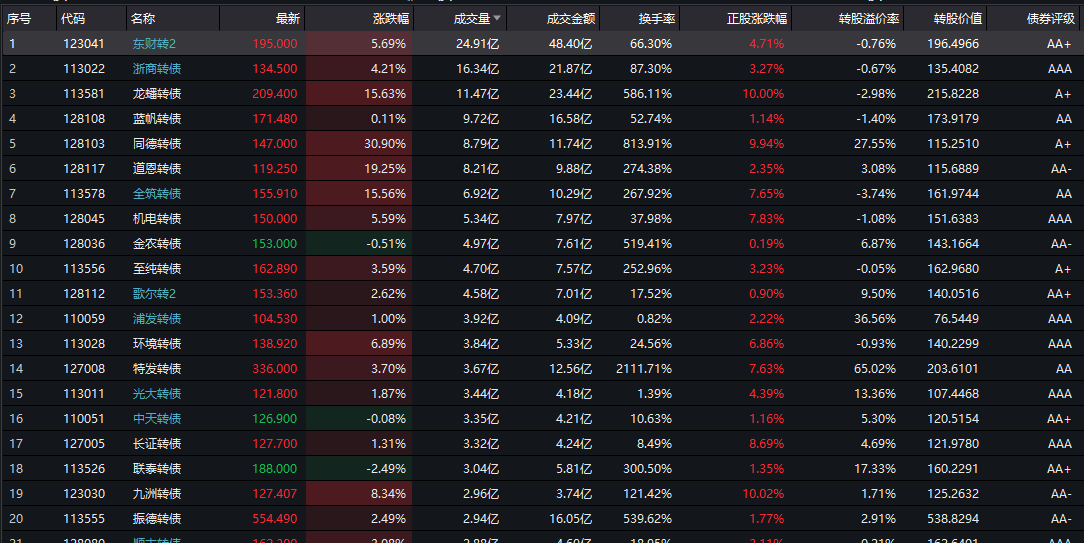 序号 代码 名称 最新 涨跌幅 成交量 成交金额 换手率 正股涨跌幅 转股溢价率 转股价值 债券评级
1 123041 东财转2 195.000 5.69% 24.91亿 48.40亿 66.30% 4.71% -0.76% 196.4966 AA+
2 113022 浙商转债 134.500 4.21% 16.34亿 21.87亿 87.30% 3.27% -0.67% 135.4082 AAA
3 113581 龙蟠转债 209.400 15.63% 11.47亿 23.44亿 586.11% 10.00% -2.98% 215.8228 A+
4 128108 蓝帆转债 171.480 0.11% 9.72亿 16.58亿 52.74% 1.14% -1.40% 173.9179 AA
5 128103 同德转债 147.000 30.90% 8.79亿 11.74亿 813.91% 9.94% 27.55% 115.2510 A+
6 128117 道恩转债 119.250 19.25% 8.21亿 9.88亿 274.38% 2.35% 3.08% 115.6889 AA-
7 113578 全筑转债 155.910 15.56% 6.92亿 10.29亿 267.92% 7.65% -3.74% 161.9744 AA
8 128045 机电转债 150.000 5.59% 5.34亿 7.97亿 37.98% 7.83% -1.08% 151.6383 AAA
9 128036 金农转债 153.000 -0.51% 4.97亿 7.61亿 519.41% 0.19% 6.87% 143.1664 AA-
10 113556 至纯转债 162.890 3.59% 4.70亿 7.57亿 252.96% 3.23% -0.05% 162.9680 A+
11 128112 歌尔转2 153.360 2.62% 4.58亿 7.01亿 17.52% 0.90% 9.50% 140.0516 AA+
12 110059 浦发转债 104.530 1.00% 3.92亿 4.09亿 0.82% 2.22% 36.56% 76.5449 AAA
13 113028 环境转债 138.920 6.89% 3.84亿 5.33亿 24.56% 6.86% -0.93% 140.2299 AAA
14 127008 特发转债 336.000 3.70% 3.67亿 12.56亿 2111.71% 7.63% 65.02% 203.6101 AA
15 113011 光大转债 121.800 1.87% 3.44亿 4.18亿 1.39% 4.39% 13.36% 107.4468 AAA
16 110051 中天转债 126.900 -0.08% 3.35亿 4.21亿 10.63% 1.16% 5.30% 120.5154 AA+
17 127005 长证转债 127.700 1.31% 3.32亿 4.24亿 8.49% 8.69% 4.69% 121.9780 AAA
18 113526 联泰转债 188.000 -2.49% 3.04亿 5.81亿 300.50% 1.35% 17.33% 160.2291 AA+
19 123030 九洲转债 127.407 8.34% 2.96亿 3.74亿 121.42% 10.02% 1.71% 125.2632 AA-
20 113555 振德转债 554.490 2.49% 2.94亿 16.05亿 539.62% 1.77% 2.91% 538.8294 AA-